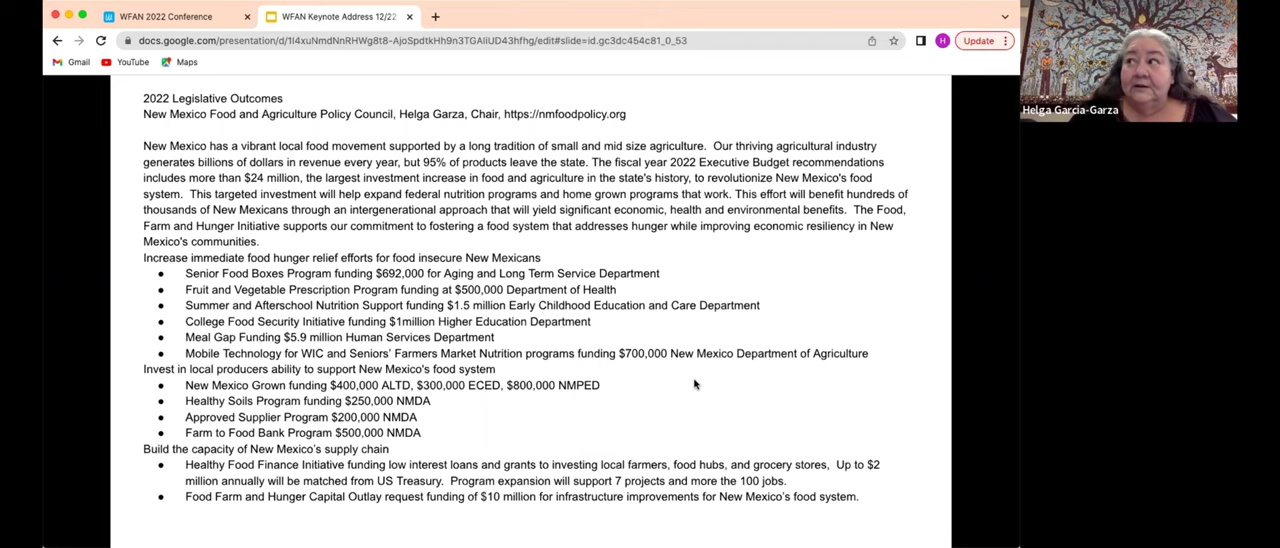 WFAN 2022 Conference
WFAN Keynote Address 12/22
docs.google.com/presentation/d/1l4xuNmdNnRHWg8t8-AjoSpdtkHh9n3TGAIiUD43hfhg/edit#slide=id.gc3dc454c81_0_53
H
Update
Gmail
YouTube
Maps
Helga Garcia-Garza
2022 Legislative Outcomes
New Mexico Food and Agriculture Policy Council, Helga Garza, Chair, https://nmfoodpolicy.org
New Mexico has a vibrant local food movement supported by a long tradition of small and mid size agriculture. Our thriving agricultural industry
generates billions of dollars in revenue every year, but 95% of products leave the state. The fiscal year 2022 Executive Budget recommendations
includes more than $24 million, the largest investment increase in food and agriculture in the state's history, to revolutionize New Mexico's food
system. This targeted investment will help expand federal nutrition programs and home grown programs that work. This effort will benefit hundreds of
thousands of New Mexicans through an intergenerational approach that will yield significant economic, health and environmental benefits. The Food,
Farm and Hunger Initiative supports our commitment to fostering a food system that addresses hunger while improving economic resiliency in New
Mexico's communities.
Increase immediate food hunger relief efforts for food insecure New Mexicans
● Senior Food Boxes Program funding $692,000 for Aging and Long Term Service Department
● Fruit and Vegetable Prescription Program funding at $500,000 Department of Health
● Summer and Afterschool Nutrition Support funding $1.5 million Early Childhood Education and Care Department
● College Food Security Initiative funding $1million Higher Education Department
● Meal Gap Funding $5.9 million Human Services Department
● Mobile Technology for WIC and Seniors' Farmers Market Nutrition programs funding $700,000 New Mexico Department of Agriculture
Invest in local producers ability to support New Mexico's food system
● New Mexico Grown funding $400,000 ALTD, $300,000 ECED, $800,000 NMPED
● Healthy Soils Program funding $250,000 NMDA
● Approved Supplier Program $200,000 NMDA
● Farm to Food Bank Program $500,000 NMDA
Build the capacity of New Mexico's supply chain
● Healthy Food Finance Initiative funding low interest loans and grants to investing local farmers, food hubs, and grocery stores, Up to $2
million annually will be matched from US Treasury. Program expansion will support 7 projects and more the 100 jobs.
● Food Farm and Hunger Capital Outlay request funding of $10 million for infrastructure improvements for New Mexico's food system.